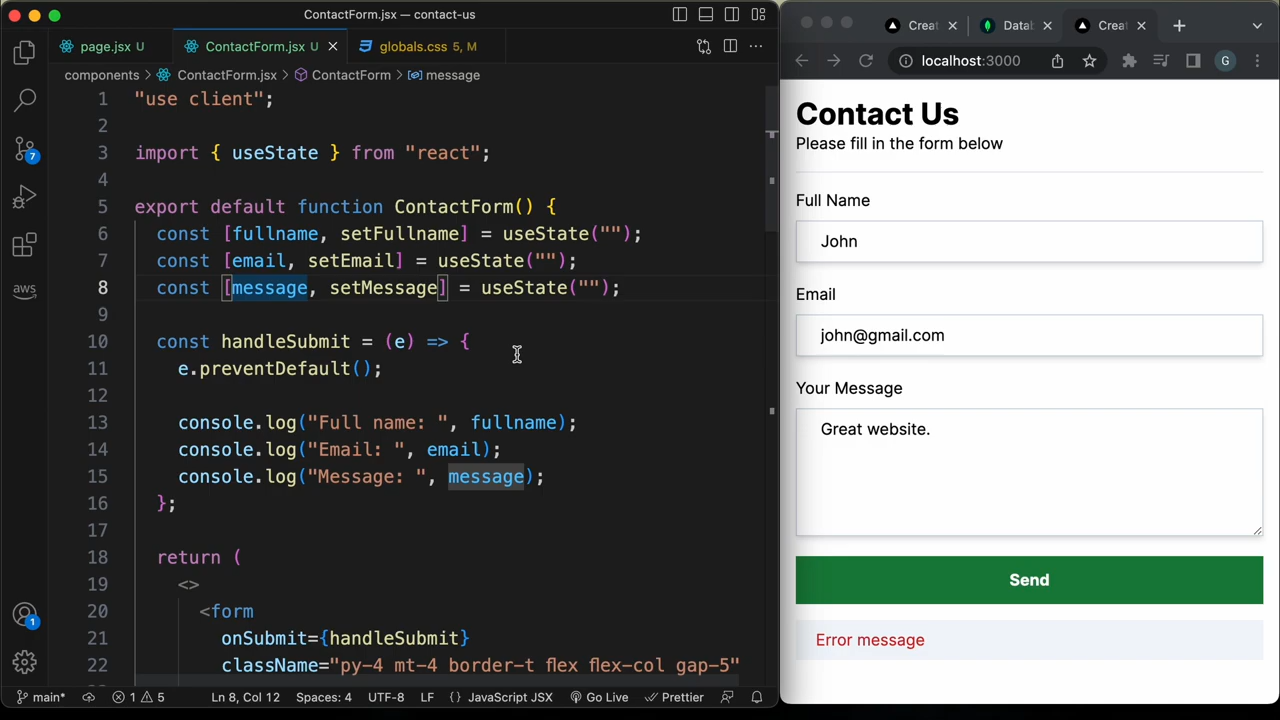 ContactForm.jsx — contact-us
page.jsx U
ContactForm.jsx U
globals.css 5, M
components > ContactForm.jsx > ContactForm > message
1 "use client";
2
3 import { useState } from "react";
4
5 export default function ContactForm() {
6 const [fullname, setFullname] = useState("");
7 const [email, setEmail] = useState("");
8 const [message, setMessage] = useState("");
9
10 const handleSubmit = (e) => {
11 e.preventDefault();
12
13 console.log("Full name: ", fullname);
14 console.log("Email: ", email);
15 console.log("Message: ", message);
16 };
17
18 return (
19 <>
20 <form
21 onSubmit={handleSubmit}
22 className="py-4 mt-4 border-t flex flex-col gap-5"
7
aws
1
main* 1 5 Ln 8, Col 12 Spaces: 4 UTF-8 LF {} JavaScript JSX Go Live Prettier
Creat
Datab
Creat
localhost:3000
G
Contact Us
Please fill in the form below
Full Name
John
Email
john@gmail.com
Your Message
Great website.
Send
Error message